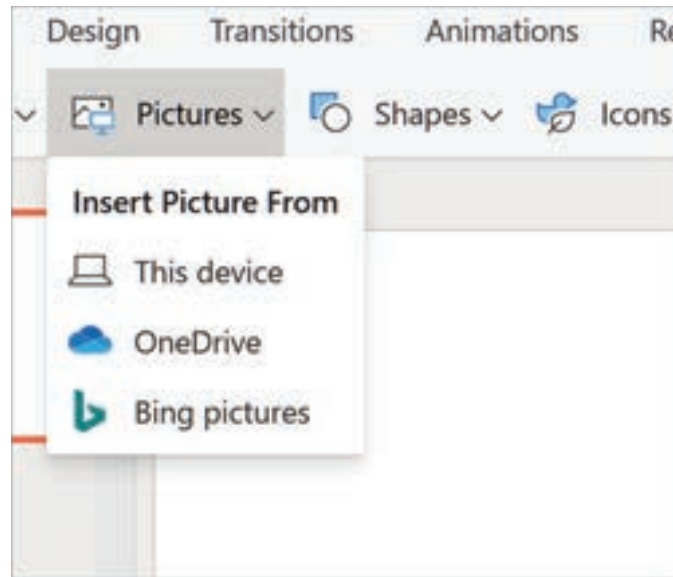 Design Transitions Animations
Pictures Shapes Icons
Insert Picture From
This device
OneDrive
Bing pictures